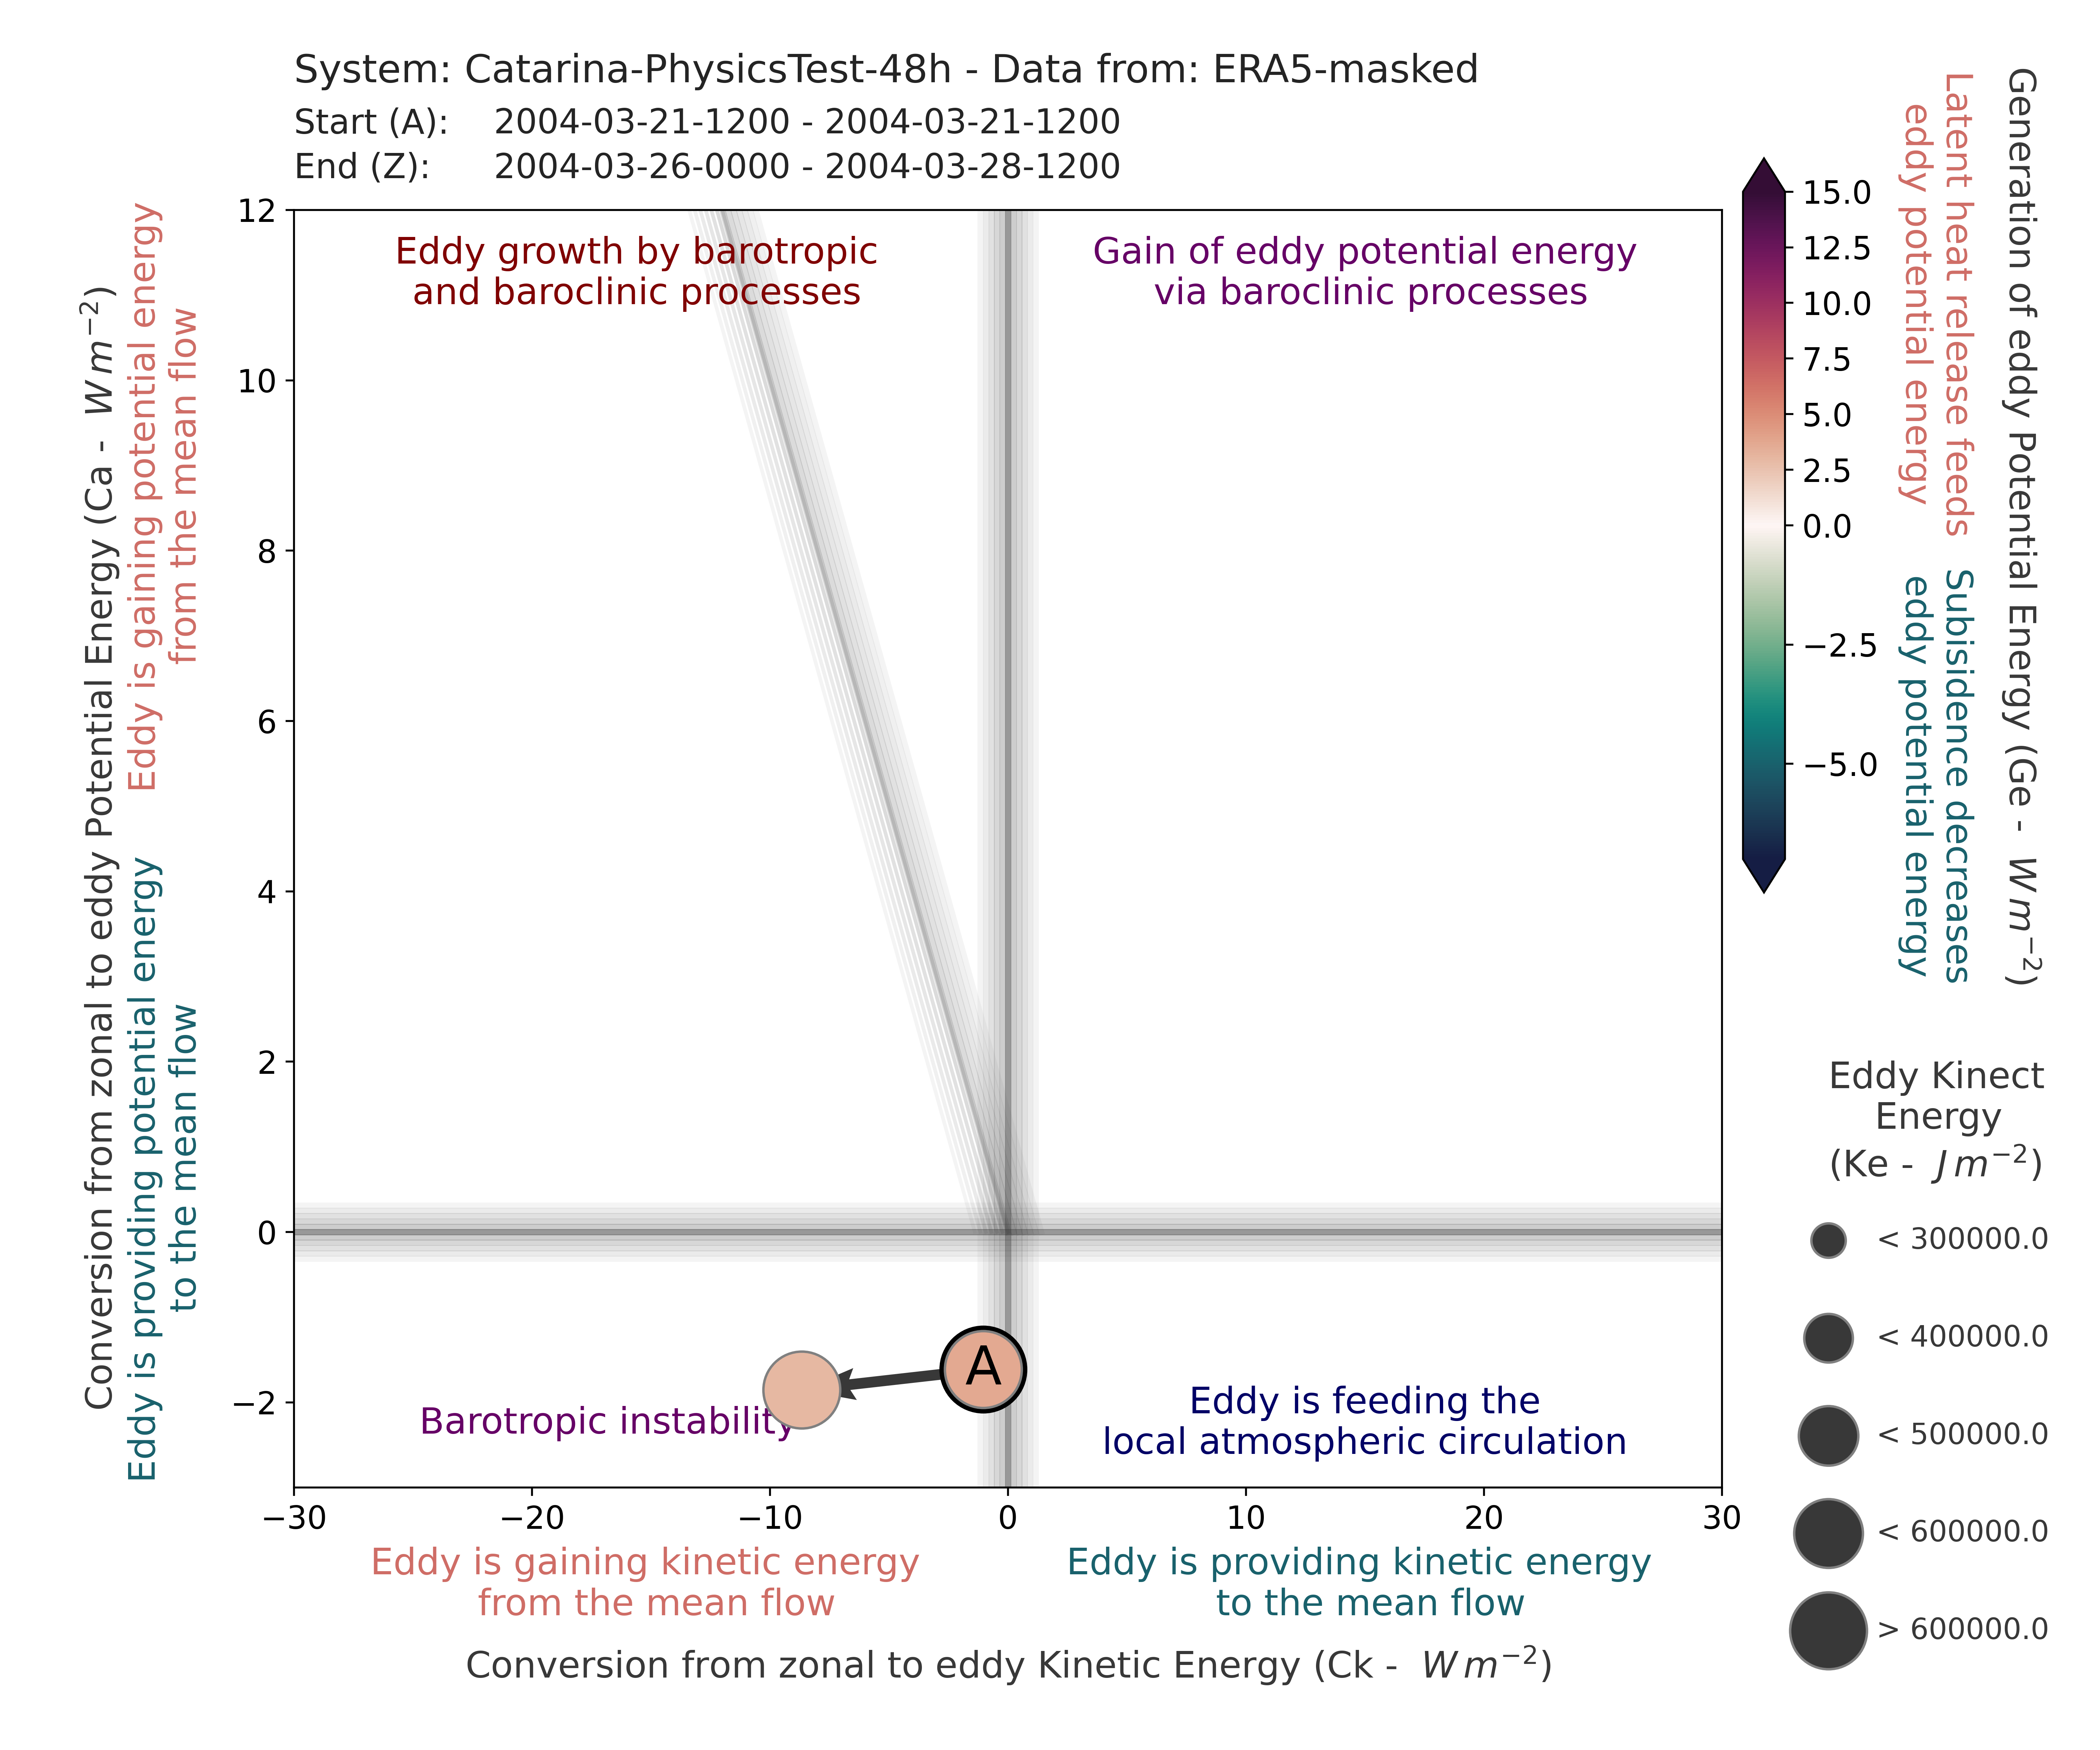 System: Catarina-PhysicsTest-48h - Data from: ERA5-masked
Start (A): 2004-03-21-1200 - 2004-03-21-1200
End (Z): 2004-03-26-0000 - 2004-03-28-1200
Conversion from zonal to eddy Potential Energy (Ca - W m⁻²)
Eddy is gaining potential energy
from the mean flow
Eddy is providing potential energy
to the mean flow
12
10
8
6
4
2
0
−2
Eddy growth by barotropic
and baroclinic processes
Gain of eddy potential energy
via baroclinic processes
A
Barotropic instability
Eddy is feeding the
local atmospheric circulation
−30
−20
−10
0
10
20
30
Eddy is gaining kinetic energy
from the mean flow
Eddy is providing kinetic energy
to the mean flow
Conversion from zonal to eddy Kinetic Energy (Ck - W m⁻²)
15.0
12.5
10.0
7.5
5.0
2.5
0.0
−2.5
−5.0
Latent heat release feeds
eddy potential energy
Subisidence decreases
eddy potential energy
Generation of eddy Potential Energy (Ge - W m⁻²)
Eddy Kinect
Energy
(Ke - J m⁻²)
< 300000.0
< 400000.0
< 500000.0
< 600000.0
> 600000.0